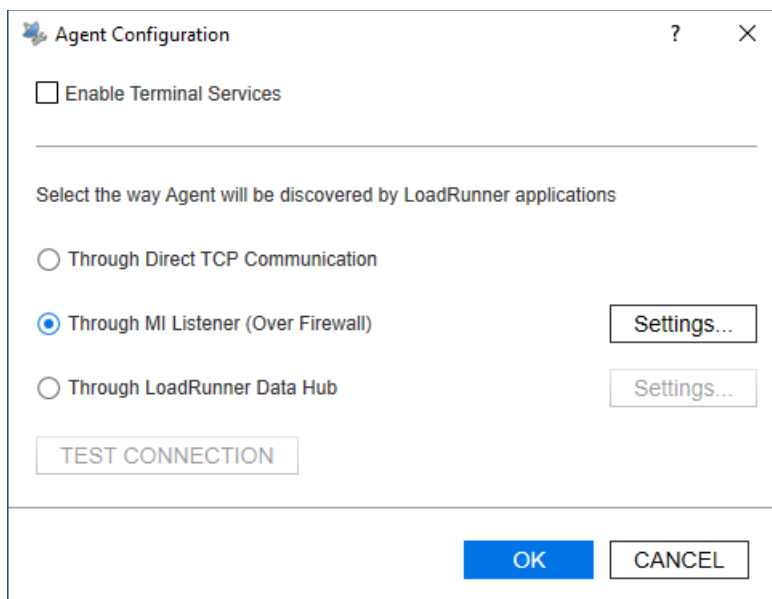 Agent Configuration ?
Enable Terminal Services
Select the way Agent will be discovered by LoadRunner applications
Through Direct TCP Communication
Through MI Listener (Over Firewall) Settings...
Through LoadRunner Data Hub Settings...
TEST CONNECTION
OK CANCEL